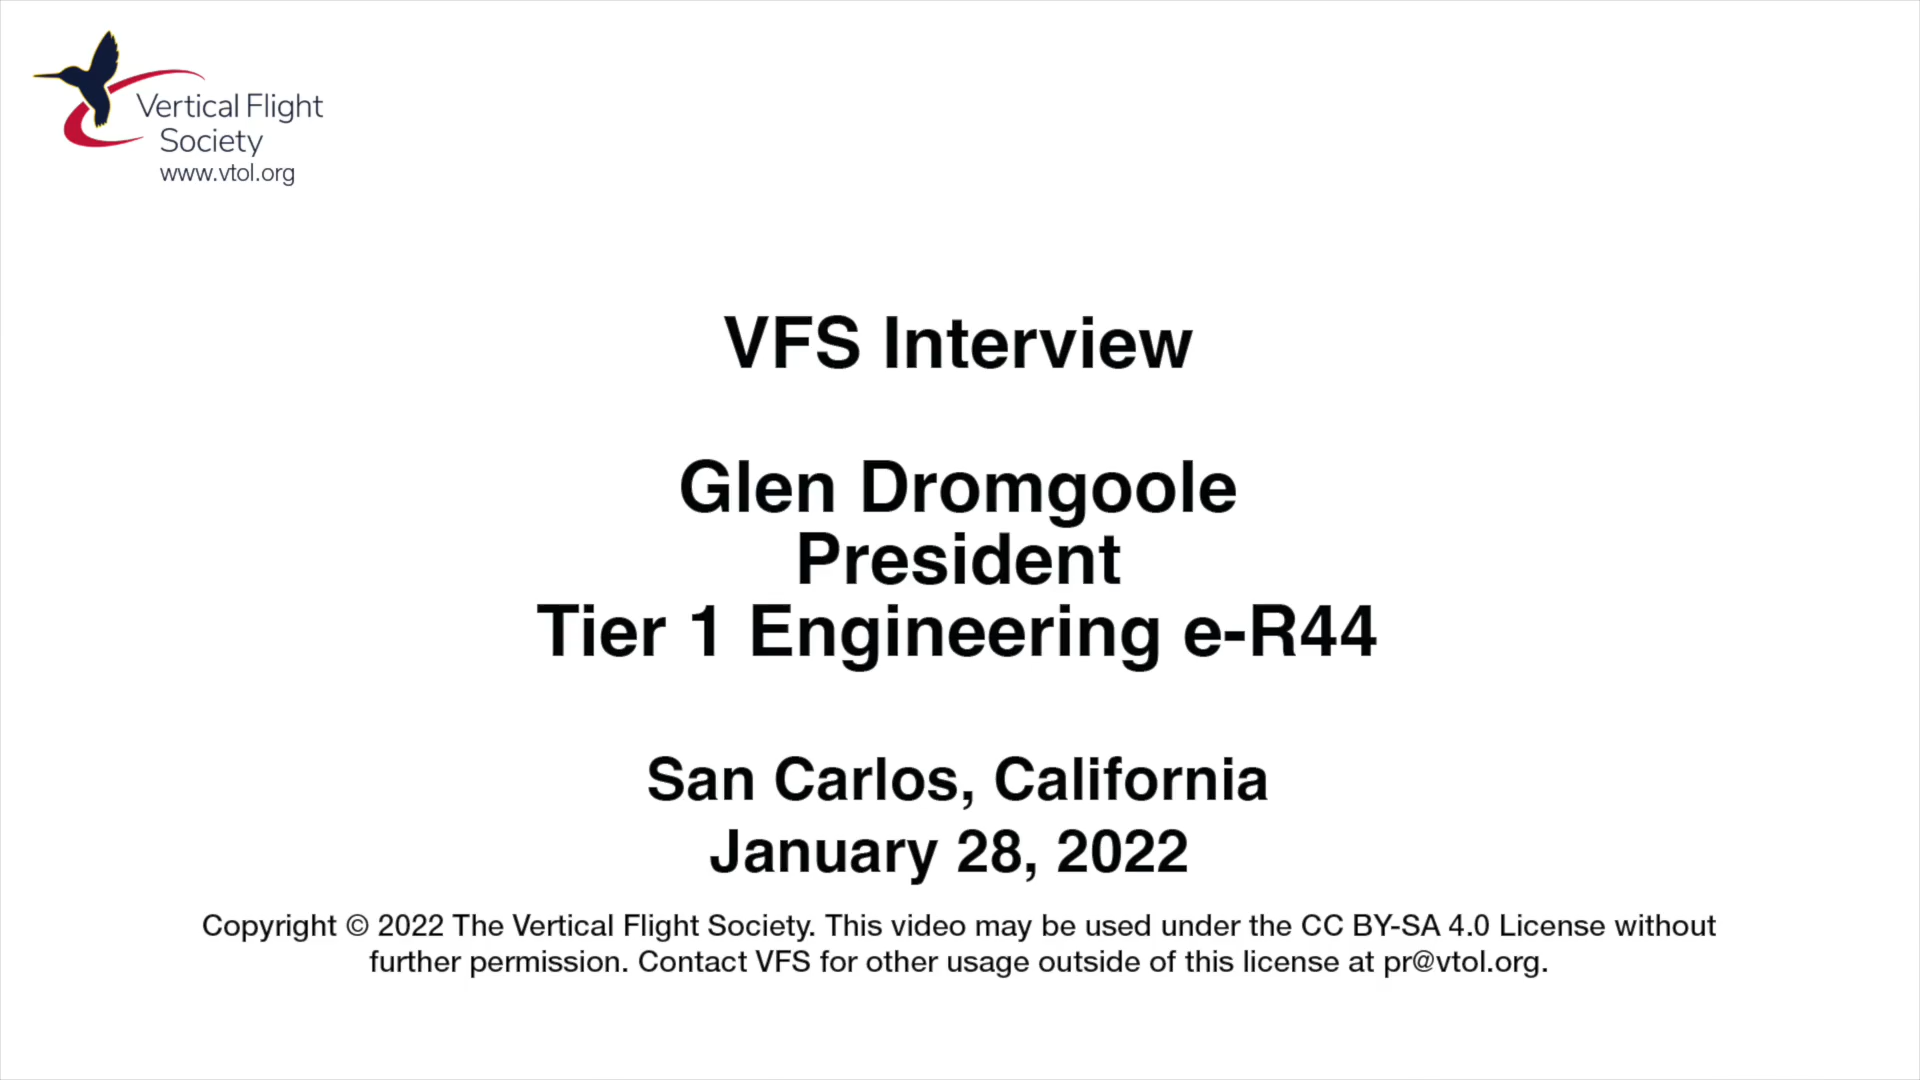 Vertical Flight
Society
www.vtol.org
VFS Interview
Glen Dromgoole
President
Tier 1 Engineering e-R44
San Carlos, California
January 28, 2022
Copyright © 2022 The Vertical Flight Society. This video may be used under the CC BY-SA 4.0 License without
further permission. Contact VFS for other usage outside of this license at pr@vtol.org.